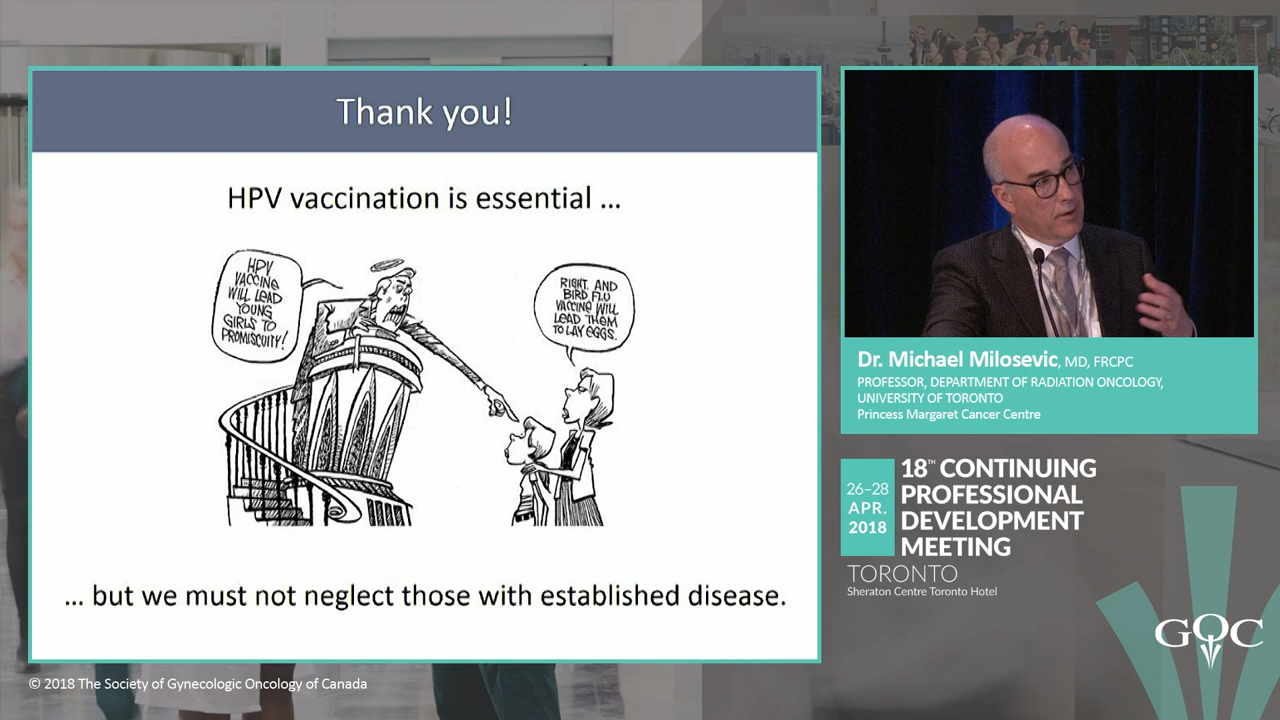 Thank you!
HPV vaccination is essential ...
HPV
VACCINE
WILL LEAD
YOUNG
GIRLS TO
PROMISCUITY!
RIGHT. AND
BIRD FLU
VACCINE WILL
LEAD THEM
TO LAY EGGS.
... but we must not neglect those with established disease.
Dr. Michael Milosevic, MD, FRCPC
PROFESSOR, DEPARTMENT OF RADIATION ONCOLOGY,
UNIVERSITY OF TORONTO
Princess Margaret Cancer Centre
26–28
APR.
2018
18TH CONTINUING
PROFESSIONAL
DEVELOPMENT
MEETING
TORONTO
Sheraton Centre Toronto Hotel
GOC
© 2018 The Society of Gynecologic Oncology of Canada